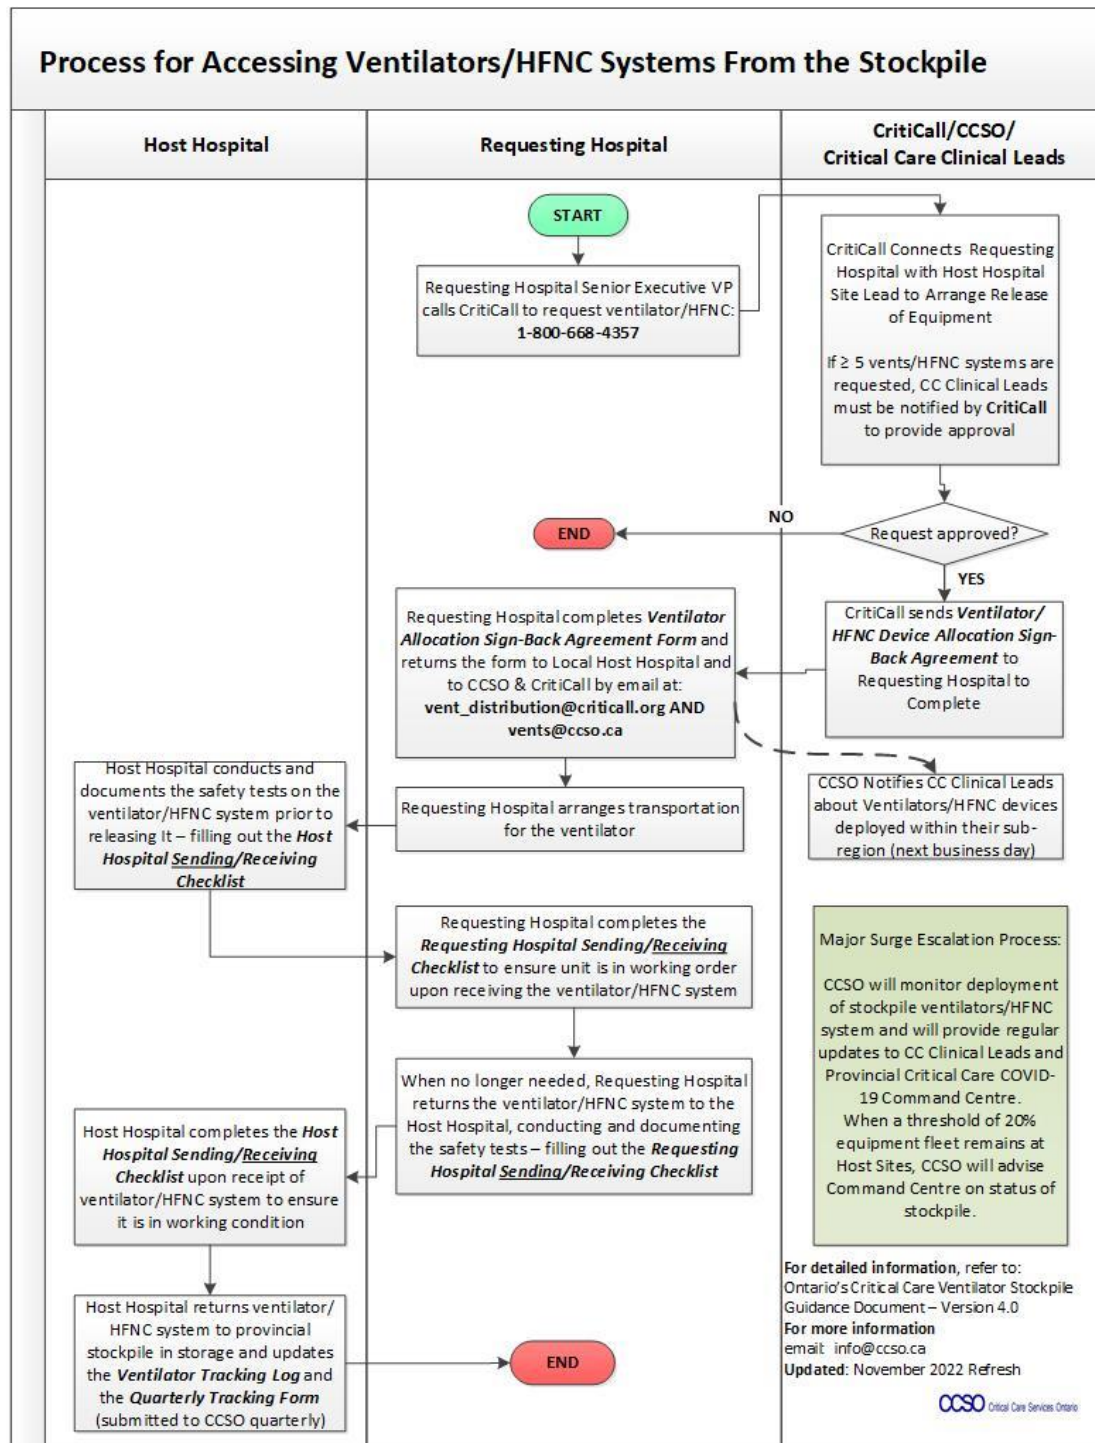 Process for Accessing Ventilators/HFNC Systems From the Stockpile
Host Hospital
Requesting Hospital
CritiCall/CCSO/
Critical Care Clinical Leads
START
Requesting Hospital Senior Executive VP
calls CritiCall to request ventilator/HFNC:
1-800-668-4357
CritiCall Connects Requesting
Hospital with Host Hospital
Site Lead to Arrange Release
of Equipment
If ≥ 5 vents/HFNC systems are
requested, CC Clinical Leads
must be notified by CritiCall
to provide approval
Request approved?
NO
END
YES
CritiCall sends Ventilator/
HFNC Device Allocation Sign-
Back Agreement to
Requesting Hospital to
Complete
Requesting Hospital completes Ventilator
Allocation Sign-Back Agreement Form and
returns the form to Local Host Hospital and
to CCSO & CritiCall by email at:
vent_distribution@criticall.org AND
vents@ccso.ca
CCSO Notifies CC Clinical Leads
about Ventilators/HFNC devices
deployed within their sub-
region (next business day)
Requesting Hospital arranges transportation
for the ventilator
Host Hospital conducts and
documents the safety tests on the
ventilator/HFNC system prior to
releasing It – filling out the Host
Hospital Sending/Receiving
Checklist
Requesting Hospital completes the
Requesting Hospital Sending/Receiving
Checklist to ensure unit is in working order
upon receiving the ventilator/HFNC system
When no longer needed, Requesting Hospital
returns the ventilator/HFNC system to the
Host Hospital, conducting and documenting
the safety tests – filling out the Requesting
Hospital Sending/Receiving Checklist
Host Hospital completes the Host
Hospital Sending/Receiving
Checklist upon receipt of
ventilator/HFNC system to ensure
it is in working condition
Host Hospital returns ventilator/
HFNC system to provincial
stockpile in storage and updates
the Ventilator Tracking Log and
the Quarterly Tracking Form
(submitted to CCSO quarterly)
END
Major Surge Escalation Process:
CCSO will monitor deployment
of stockpile ventilators/HFNC
system and will provide regular
updates to CC Clinical Leads and
Provincial Critical Care COVID-
19 Command Centre.
When a threshold of 20%
equipment fleet remains at
Host Sites, CCSO will advise
Command Centre on status of
stockpile.
For detailed information, refer to:
Ontario's Critical Care Ventilator Stockpile
Guidance Document – Version 4.0
For more information
email: info@ccso.ca
Updated: November 2022 Refresh
CCSO Critical Care Services Ontario